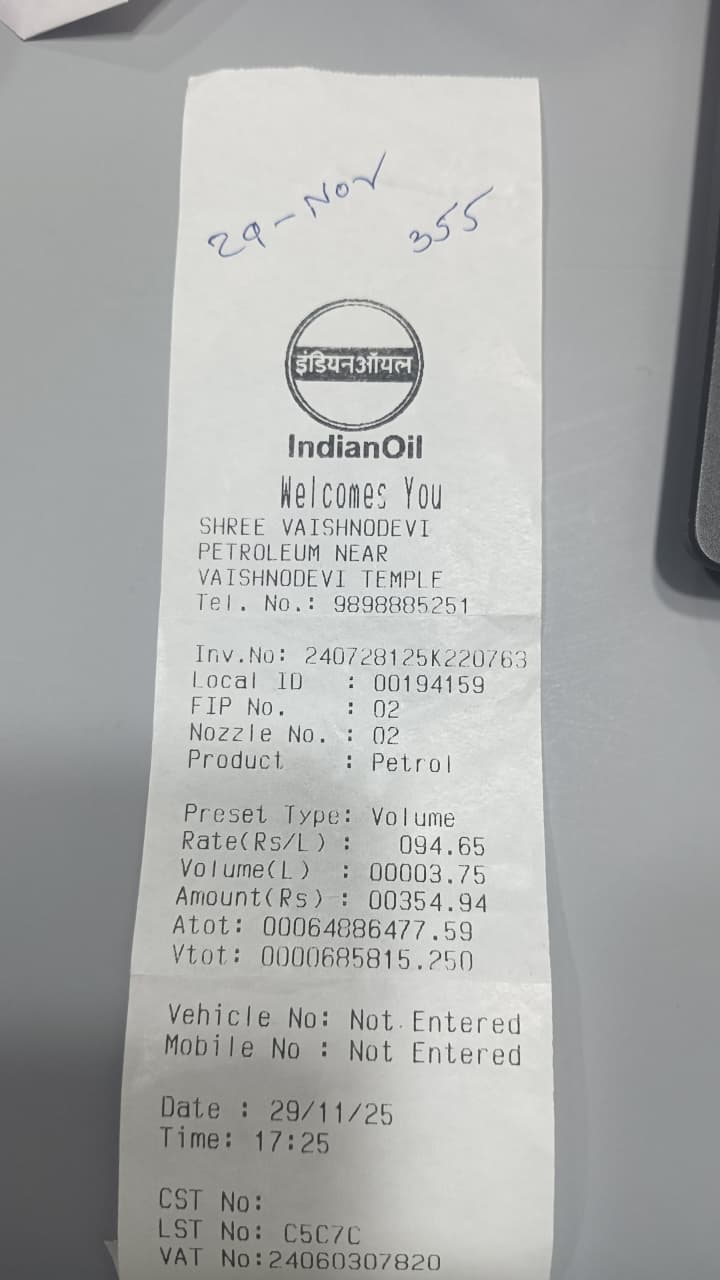 29-Nov
355
इंडियनऑयल
IndianOil
Welcomes You
SHREE VAISHNODEVI
PETROLEUM NEAR
VAISHNODEVI TEMPLE
Tel. No.: 9898885251
Inv.No: 240728125K220763
Local ID : 00194159
FIP No. : 02
Nozzle No. : 02
Product : Petrol
Preset Type: Volume
Rate(Rs/L) : 094.65
Volume(L) : 00003.75
Amount(Rs) : 00354.94
Atot: 00064886477.59
Vtot: 0000685815.250
Vehicle No: Not Entered
Mobile No : Not Entered
Date : 29/11/25
Time: 17:25
CST No:
LST No: C5C7C
VAT No:24060307820